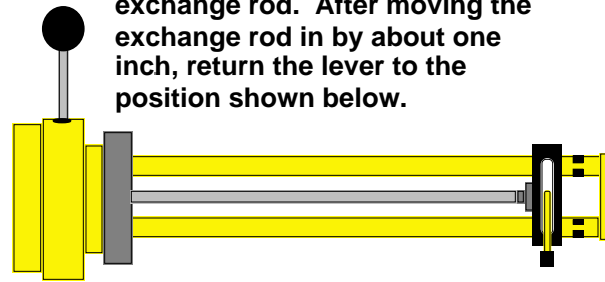 exchange rod. After moving the
exchange rod in by about one
inch, return the lever to the
position shown below.